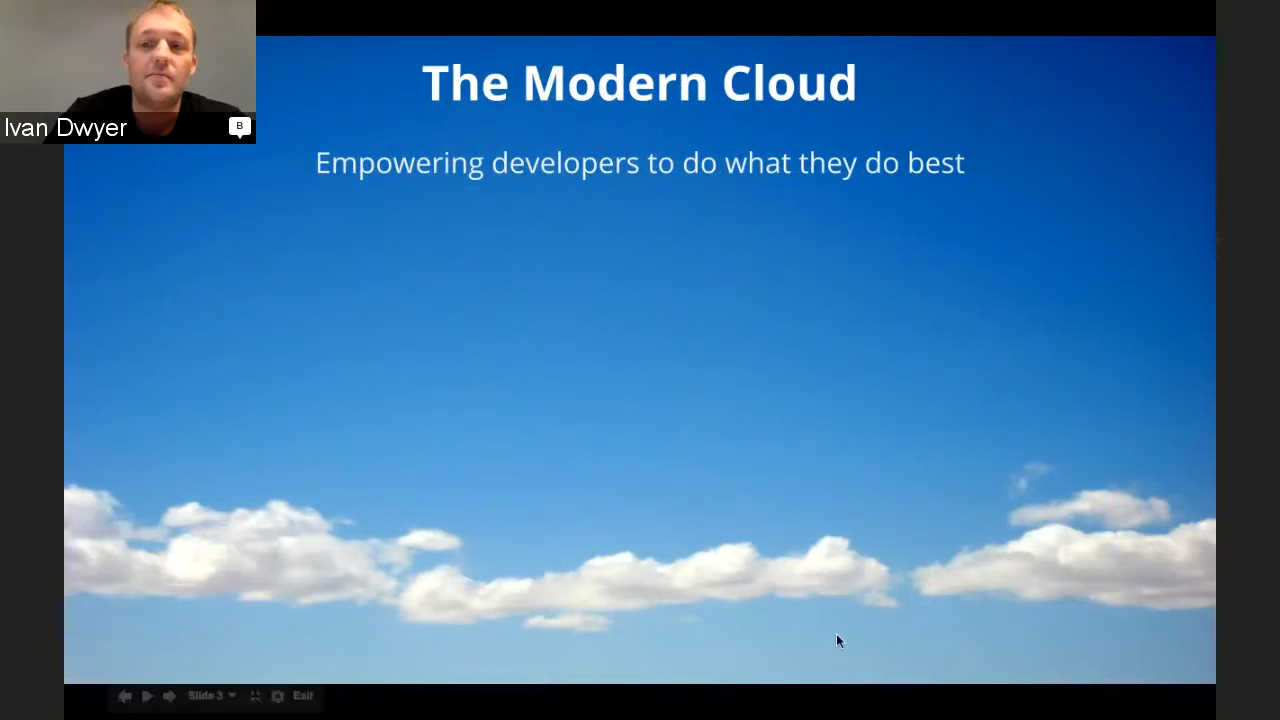 The Modern Cloud
Ivan Dwyer
B
Empowering developers to do what they do best
Slide 3
Exit